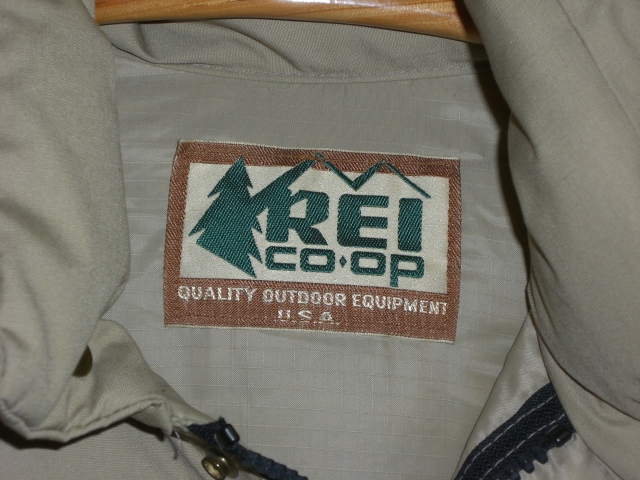 REI
CO·OP
QUALITY OUTDOOR EQUIPMENT
U.S.A.